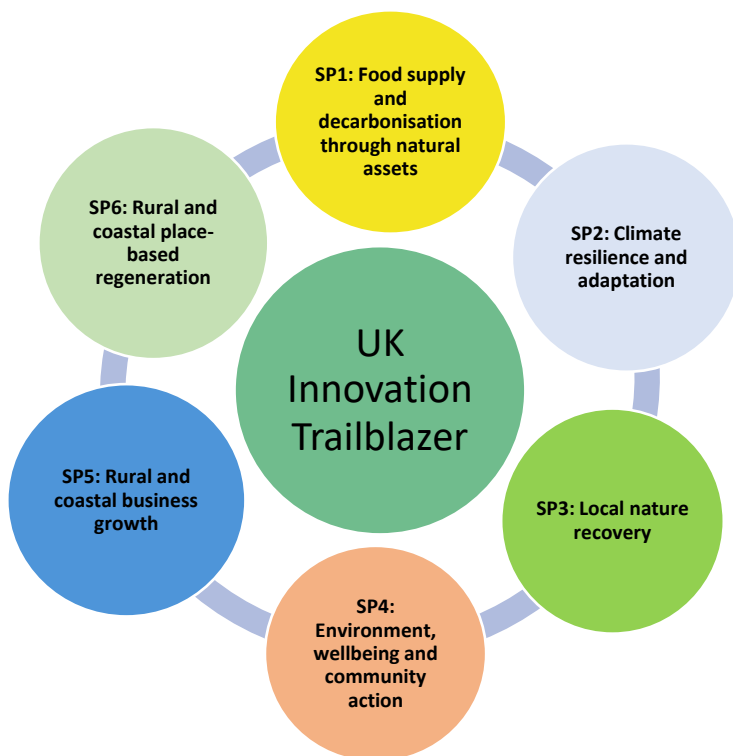 SP1: Food supply
and
decarbonisation
through natural
assets
SP2: Climate
resilience and
adaptation
SP3: Local nature
recovery
SP4:
Environment,
wellbeing and
community
action
SP5: Rural and
coastal business
growth
SP6: Rural and
coastal place-
based
regeneration
UK
Innovation
Trailblazer